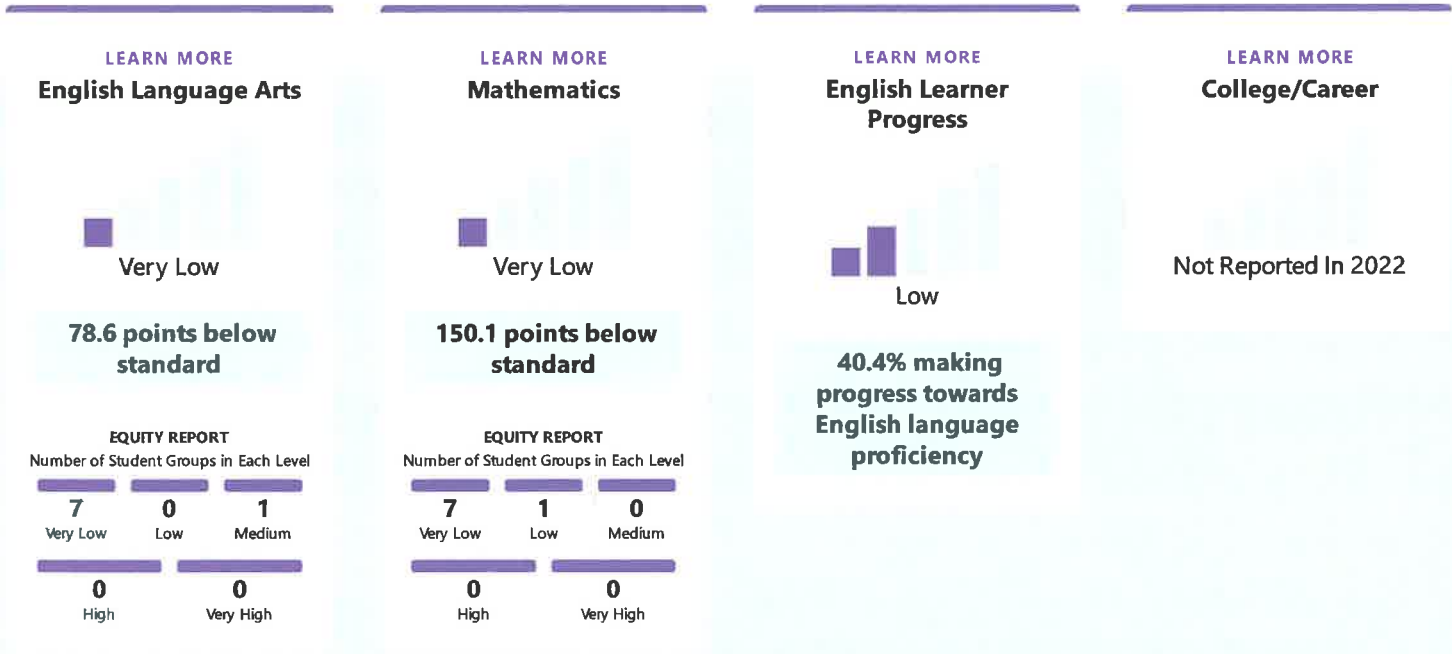 LEARN MORE
English Language Arts
Very Low
78.6 points below
standard
EQUITY REPORT
Number of Student Groups in Each Level
7
0
1
Very Low
Low
Medium
0
0
High
Very High
LEARN MORE
Mathematics
Very Low
150.1 points below
standard
EQUITY REPORT
Number of Student Groups in Each Level
7
1
0
Very Low
Low
Medium
0
0
High
Very High
LEARN MORE
English Learner
Progress
Low
40.4% making
progress towards
English language
proficiency
LEARN MORE
College/Career
Not Reported In 2022